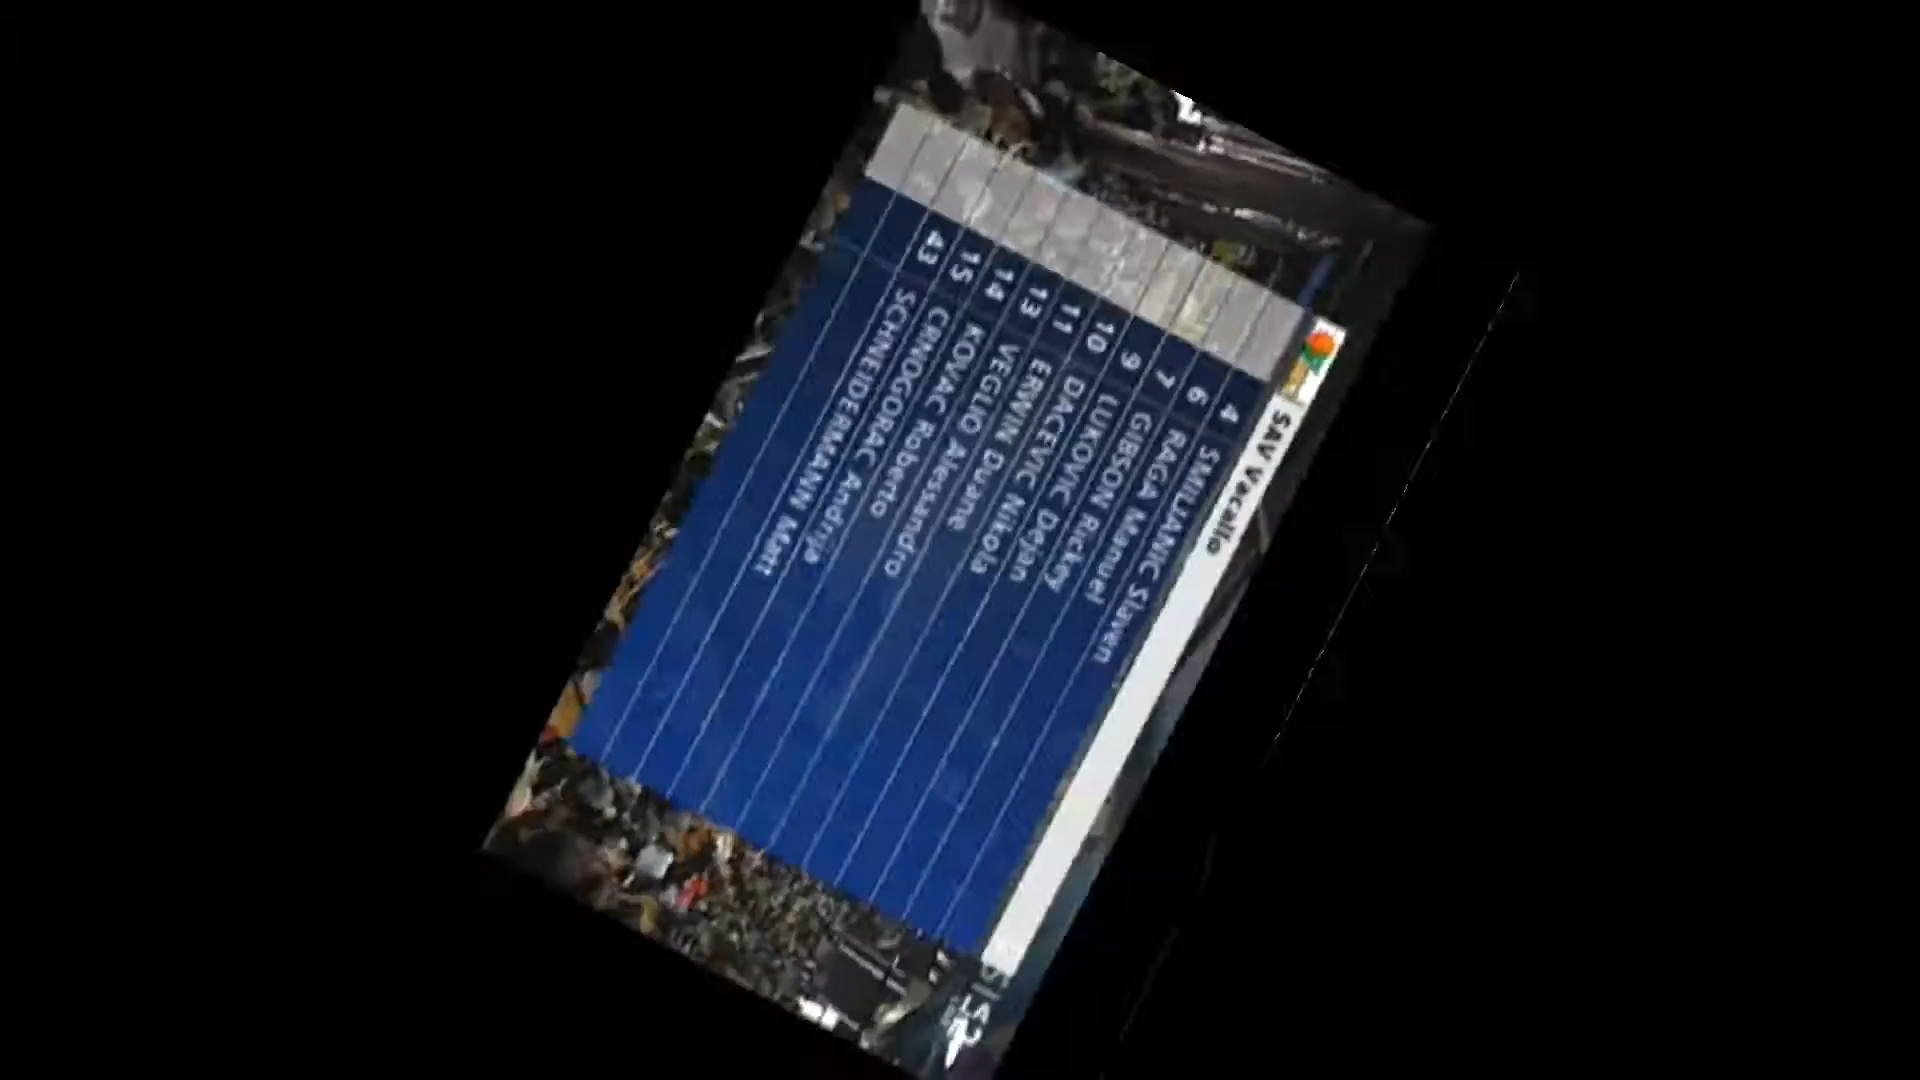 SAV Vacallo
4 SMILJANIC Slaven
6 RAGA Manuel
7 GIBSON Rickey
9 LUKOVIC Dejan
10 DACEVIC Nikola
11 ERWIN Duane
13 VEGLIO Alessandro
14 KOVAC Roberto
15 CRNOGORAC Andrija
43 SCHNEIDERMANN Matt